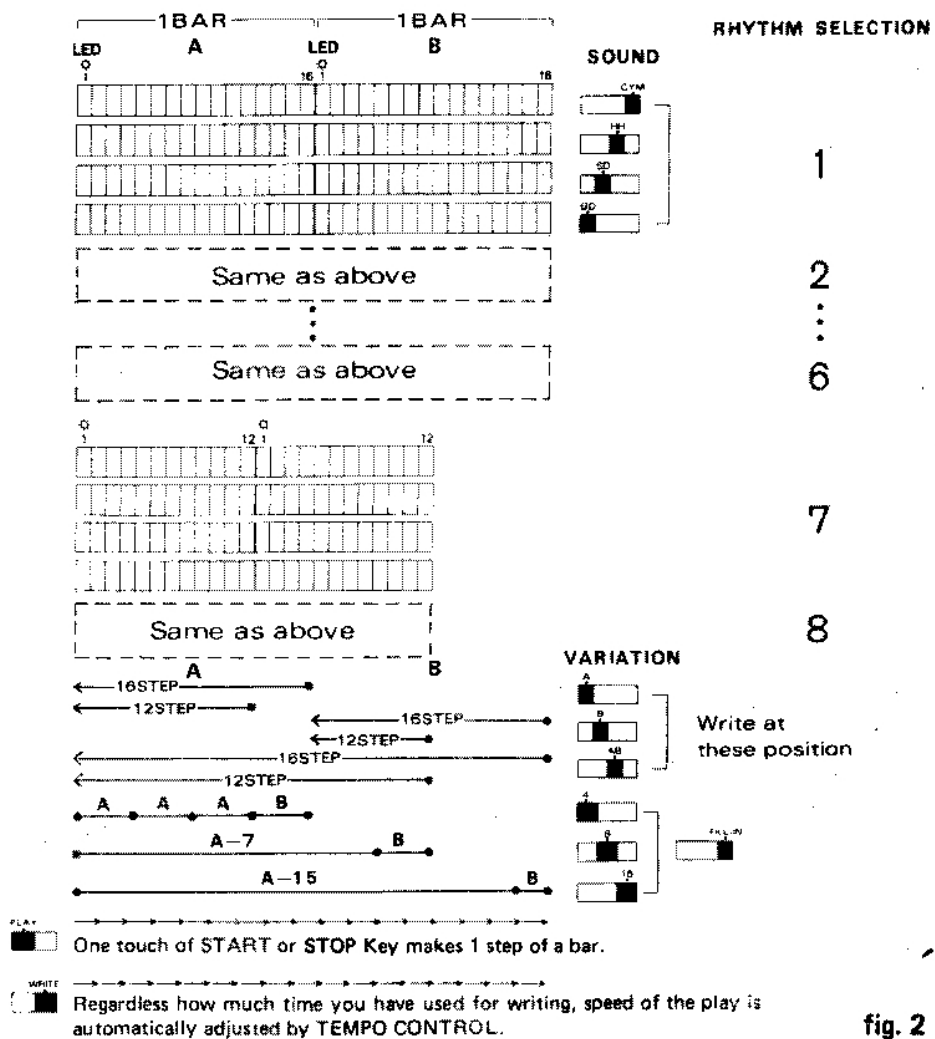 1BAR 1BAR RHYTHM SELECTION
LED A LED B SOUND
1 16 1 16
CYM
HH
SD
BD
1
Same as above 2
Same as above 6
1 12 1 12
7
Same as above 8
A B VARIATION
16STEP A
12STEP
16STEP B
12STEP
16STEP AB
12STEP
Write at
these position
A A A B 4
A-7 B 8 FILL-IN
A-15 B 16
PLAY
One touch of START or STOP Key makes 1 step of a bar.
WRITE
Regardless how much time you have used for writing, speed of the play is
automatically adjusted by TEMPO CONTROL.
fig. 2